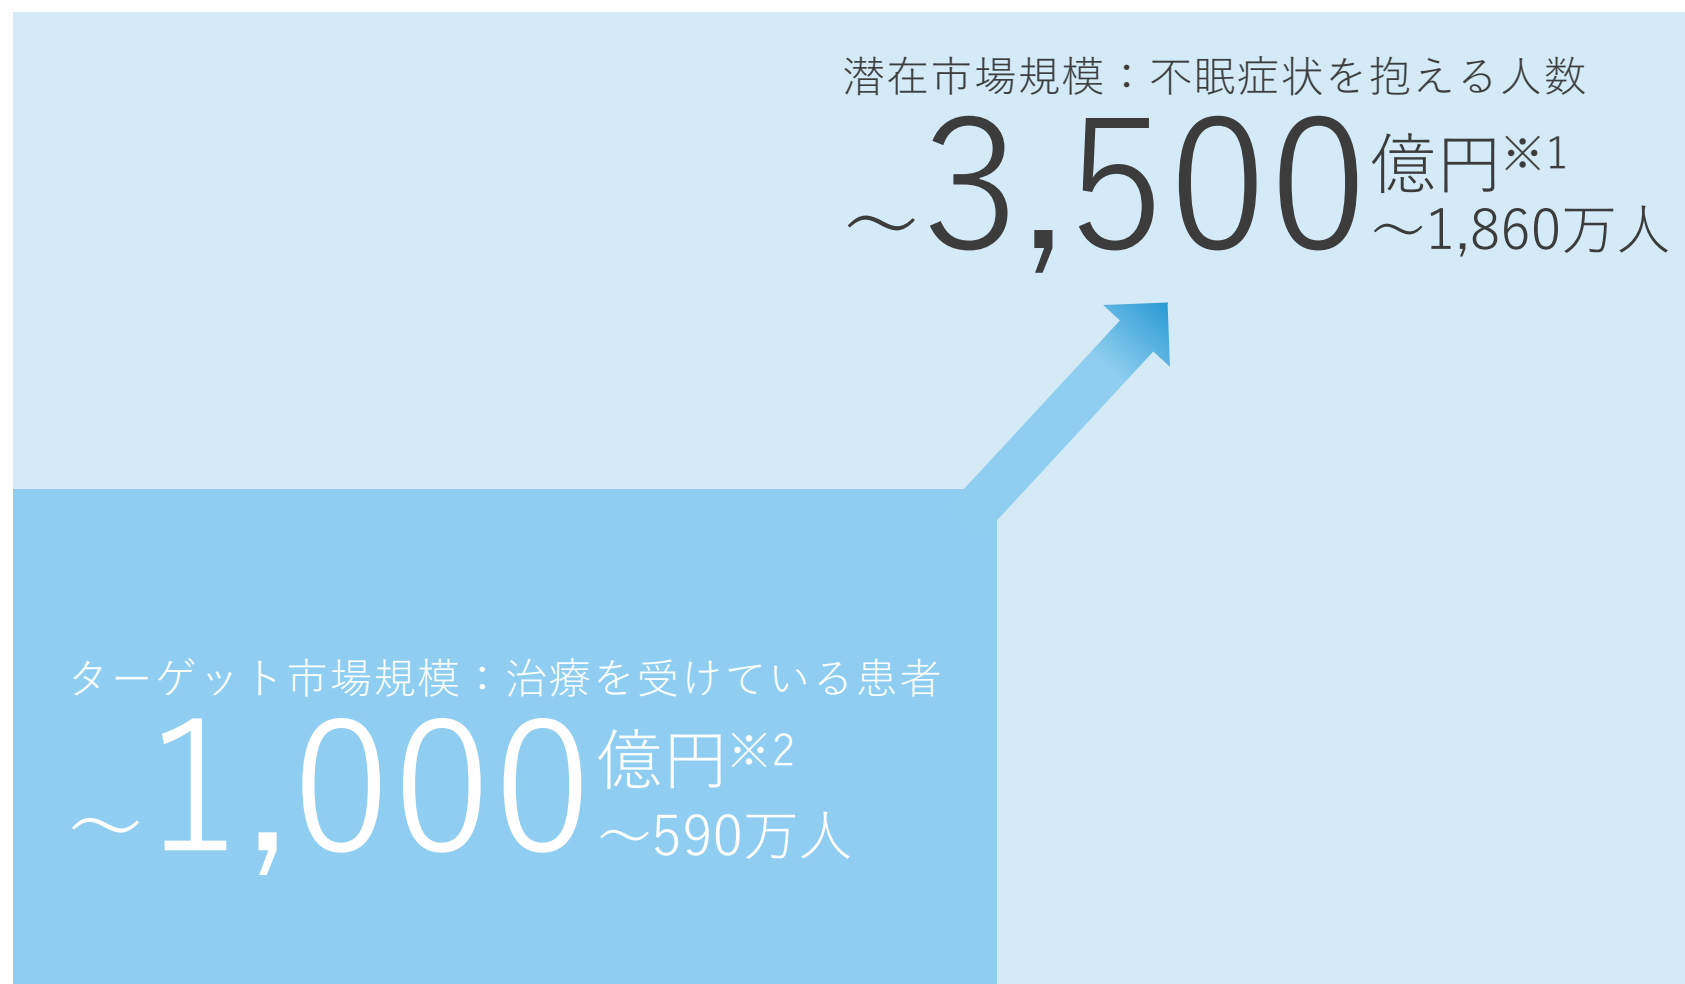 潜在市場規模：不眠症状を抱える人数
～3,500億円※1
～1,860万人
ターゲット市場規模：治療を受けている患者
～1,000億円※2
～590万人